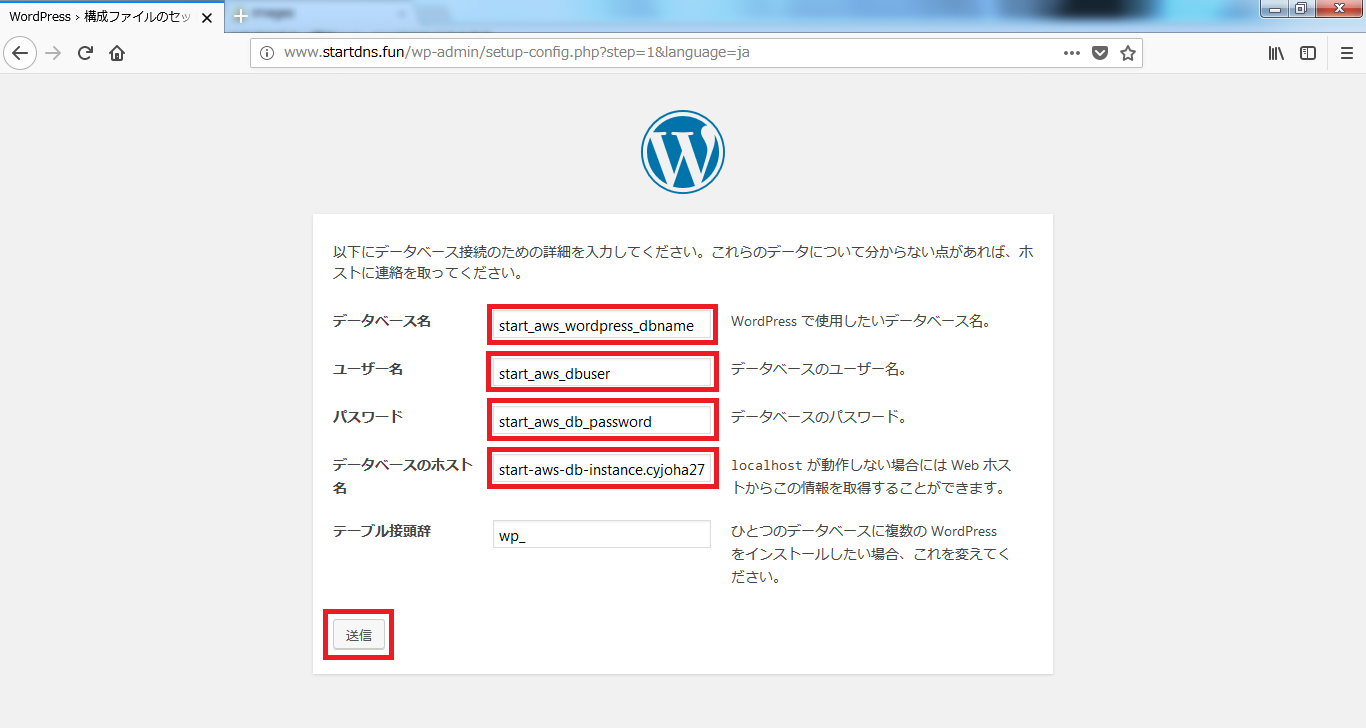 WordPress › 構成ファイルのセッ
images
www.startdns.fun/wp-admin/setup-config.php?step=1&language=ja
以下にデータベース接続のための詳細を入力してください。これらのデータについて分からない点があれば、ホ
ストに連絡を取ってください。
データベース名
start_aws_wordpress_dbname
WordPress で使用したいデータベース名。
ユーザー名
start_aws_dbuser
データベースのユーザー名。
パスワード
start_aws_db_password
データベースのパスワード。
データベースのホスト
名
start-aws-db-instance.cyjoha27
localhost が動作しない場合には Web ホス
トからこの情報を取得することができます。
テーブル接頭辞
wp_
ひとつのデータベースに複数の WordPress
をインストールしたい場合、これを変えてく
ださい。
送信